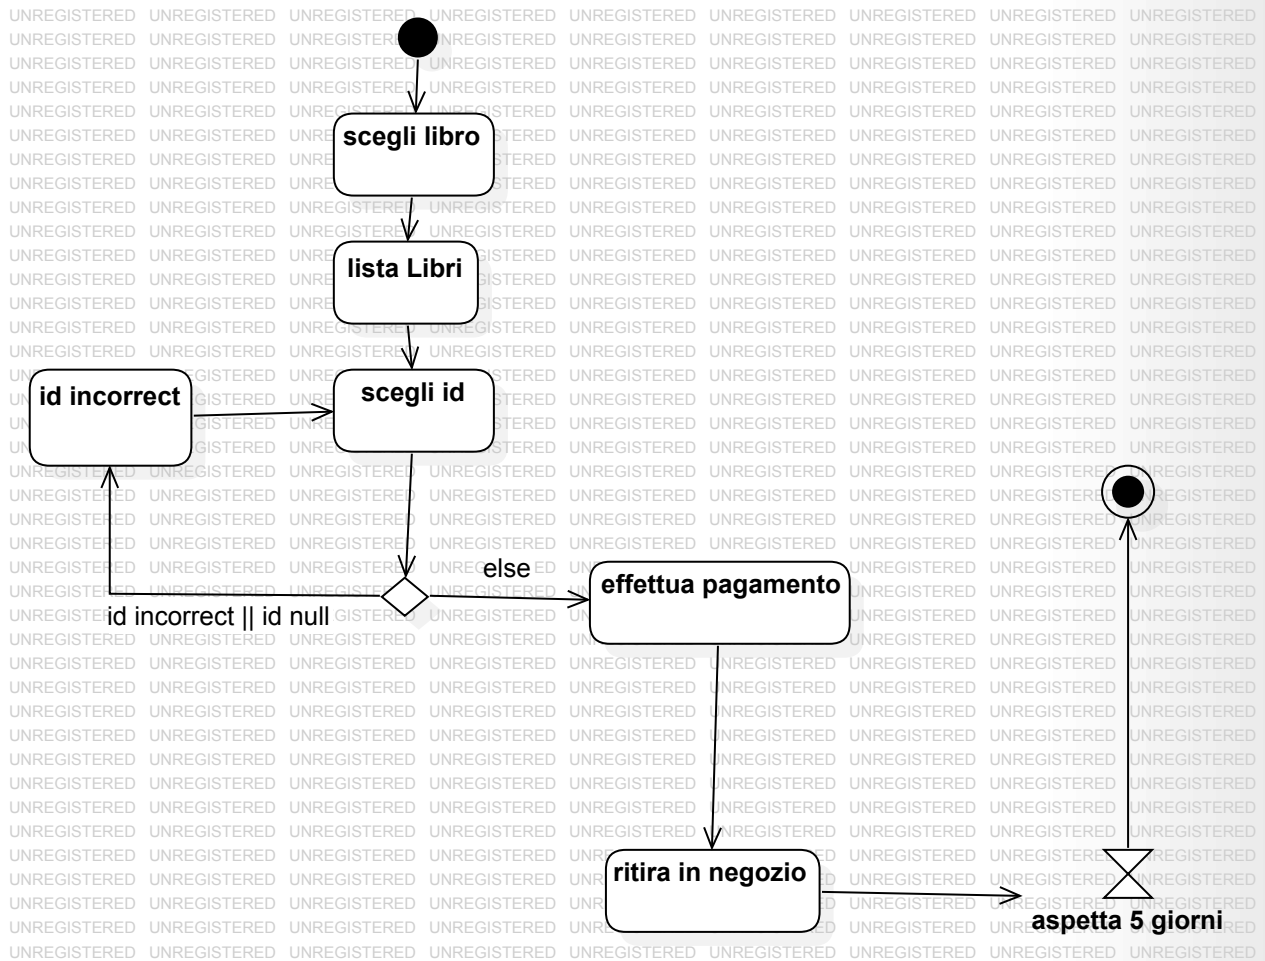 scegli libro
lista Libri
id incorrect
scegli id
else
effettua pagamento
id incorrect || id null
ritira in negozio
aspetta 5 giorni
UNREGISTERED